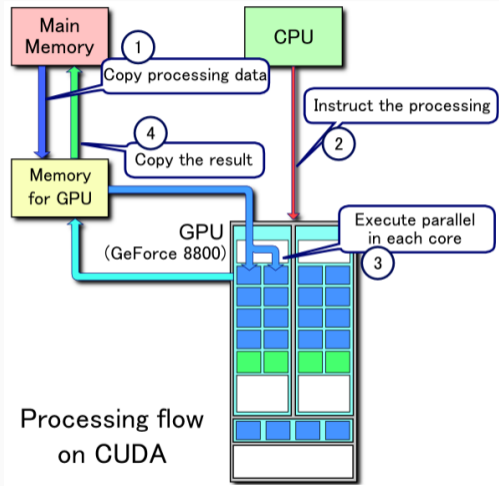 Main
Memory
1
Copy processing data
CPU
Instruct the processing
2
4
Copy the result
Memory
for GPU
GPU
(GeForce 8800)
Execute parallel
in each core
3
Processing flow
on CUDA